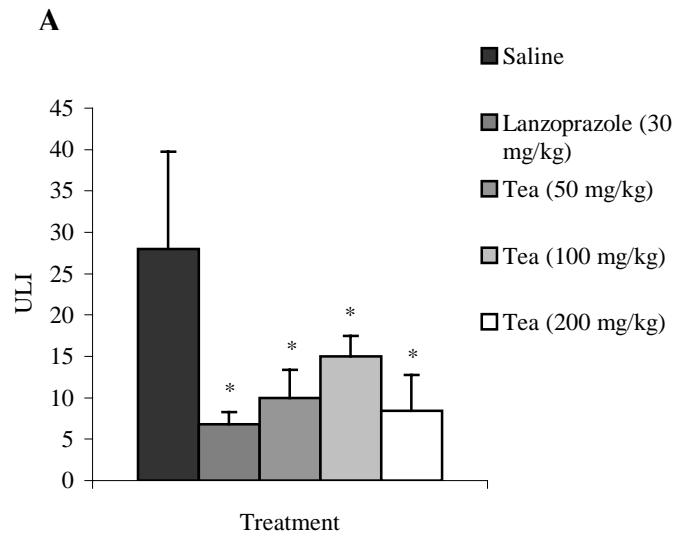 A
Saline
Lanzoprazole (30
mg/kg)
Tea (50 mg/kg)
Tea (100 mg/kg)
Tea (200 mg/kg)
45
40
35
30
25
20
15
10
5
0
ULI
*
*
*
*
Treatment